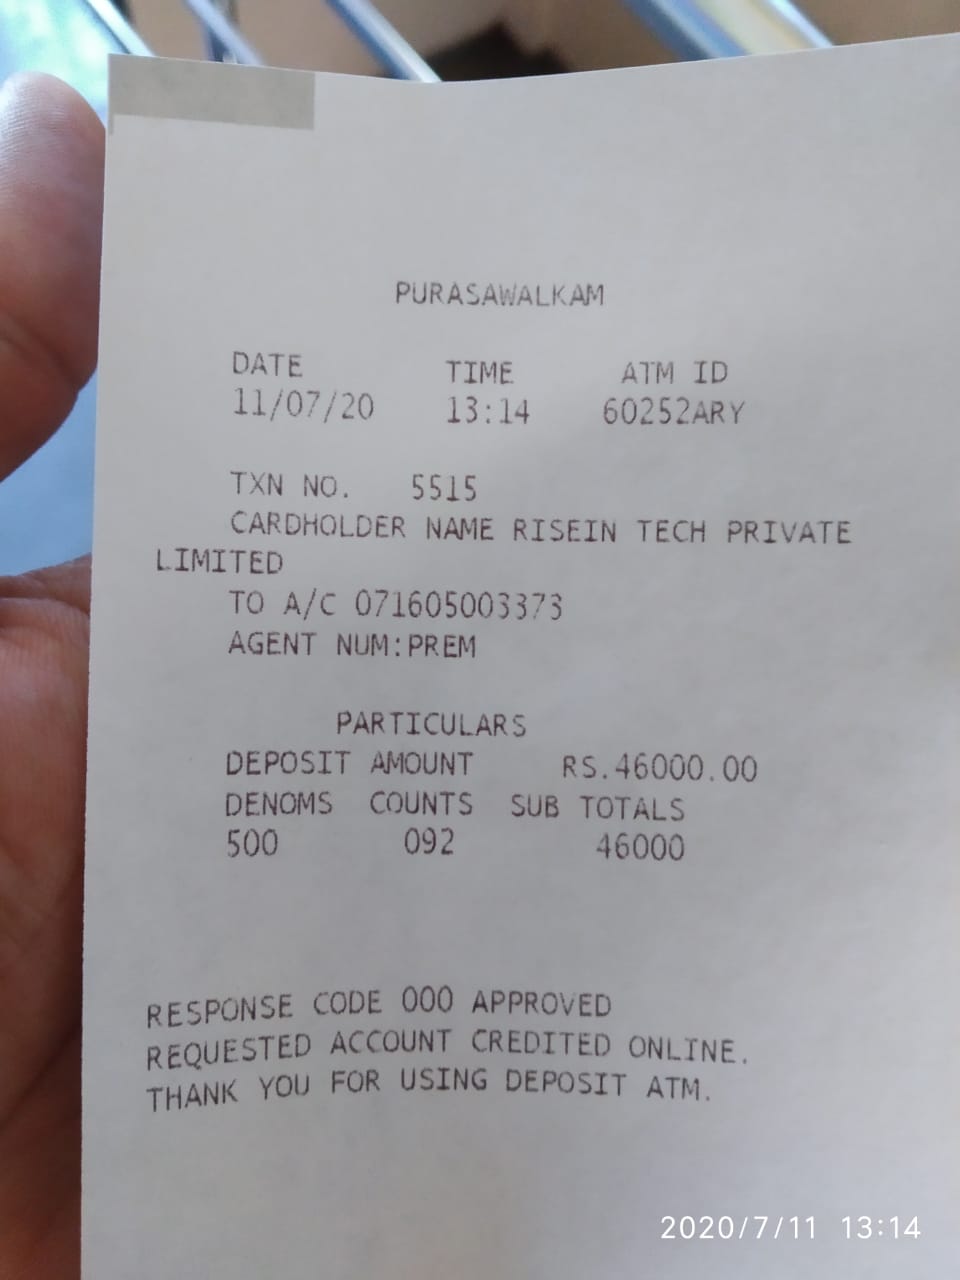 PURASAWALKAM
DATE TIME ATM ID
11/07/20 13:14 60252ARY
TXN NO. 5515
CARDHOLDER NAME RISEIN TECH PRIVATE
LIMITED
TO A/C 071605003373
AGENT NUM:PREM
PARTICULARS
DEPOSIT AMOUNT RS.46000.00
DENOMS COUNTS SUB TOTALS
500 092 46000
RESPONSE CODE 000 APPROVED
REQUESTED ACCOUNT CREDITED ONLINE.
THANK YOU FOR USING DEPOSIT ATM.
2020/7/11 13:14